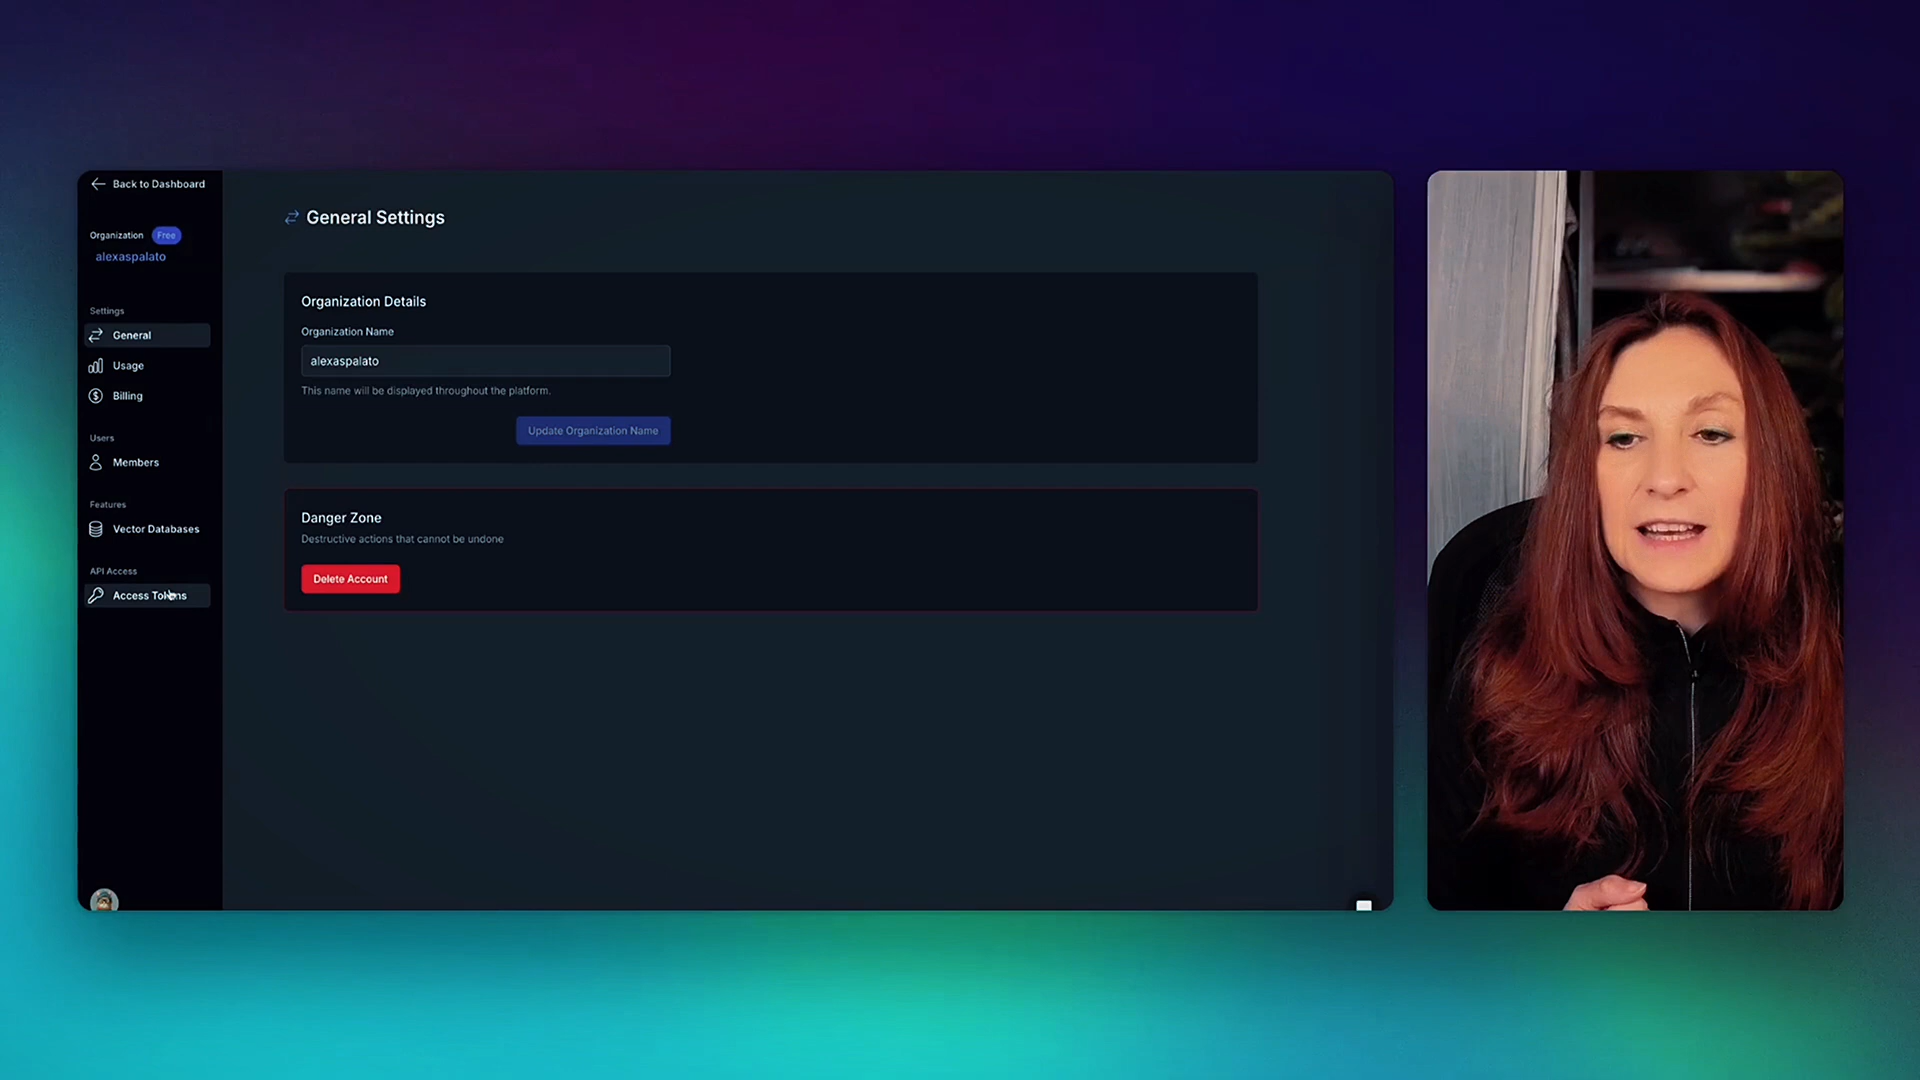 Back to Dashboard
Organization Free
alexaspalato
Settings
General
Usage
Billing
Users
Members
Features
Vector Databases
API Access
Access Tokens
General Settings
Organization Details
Organization Name
alexaspalato
This name will be displayed throughout the platform.
Update Organization Name
Danger Zone
Destructive actions that cannot be undone
Delete Account